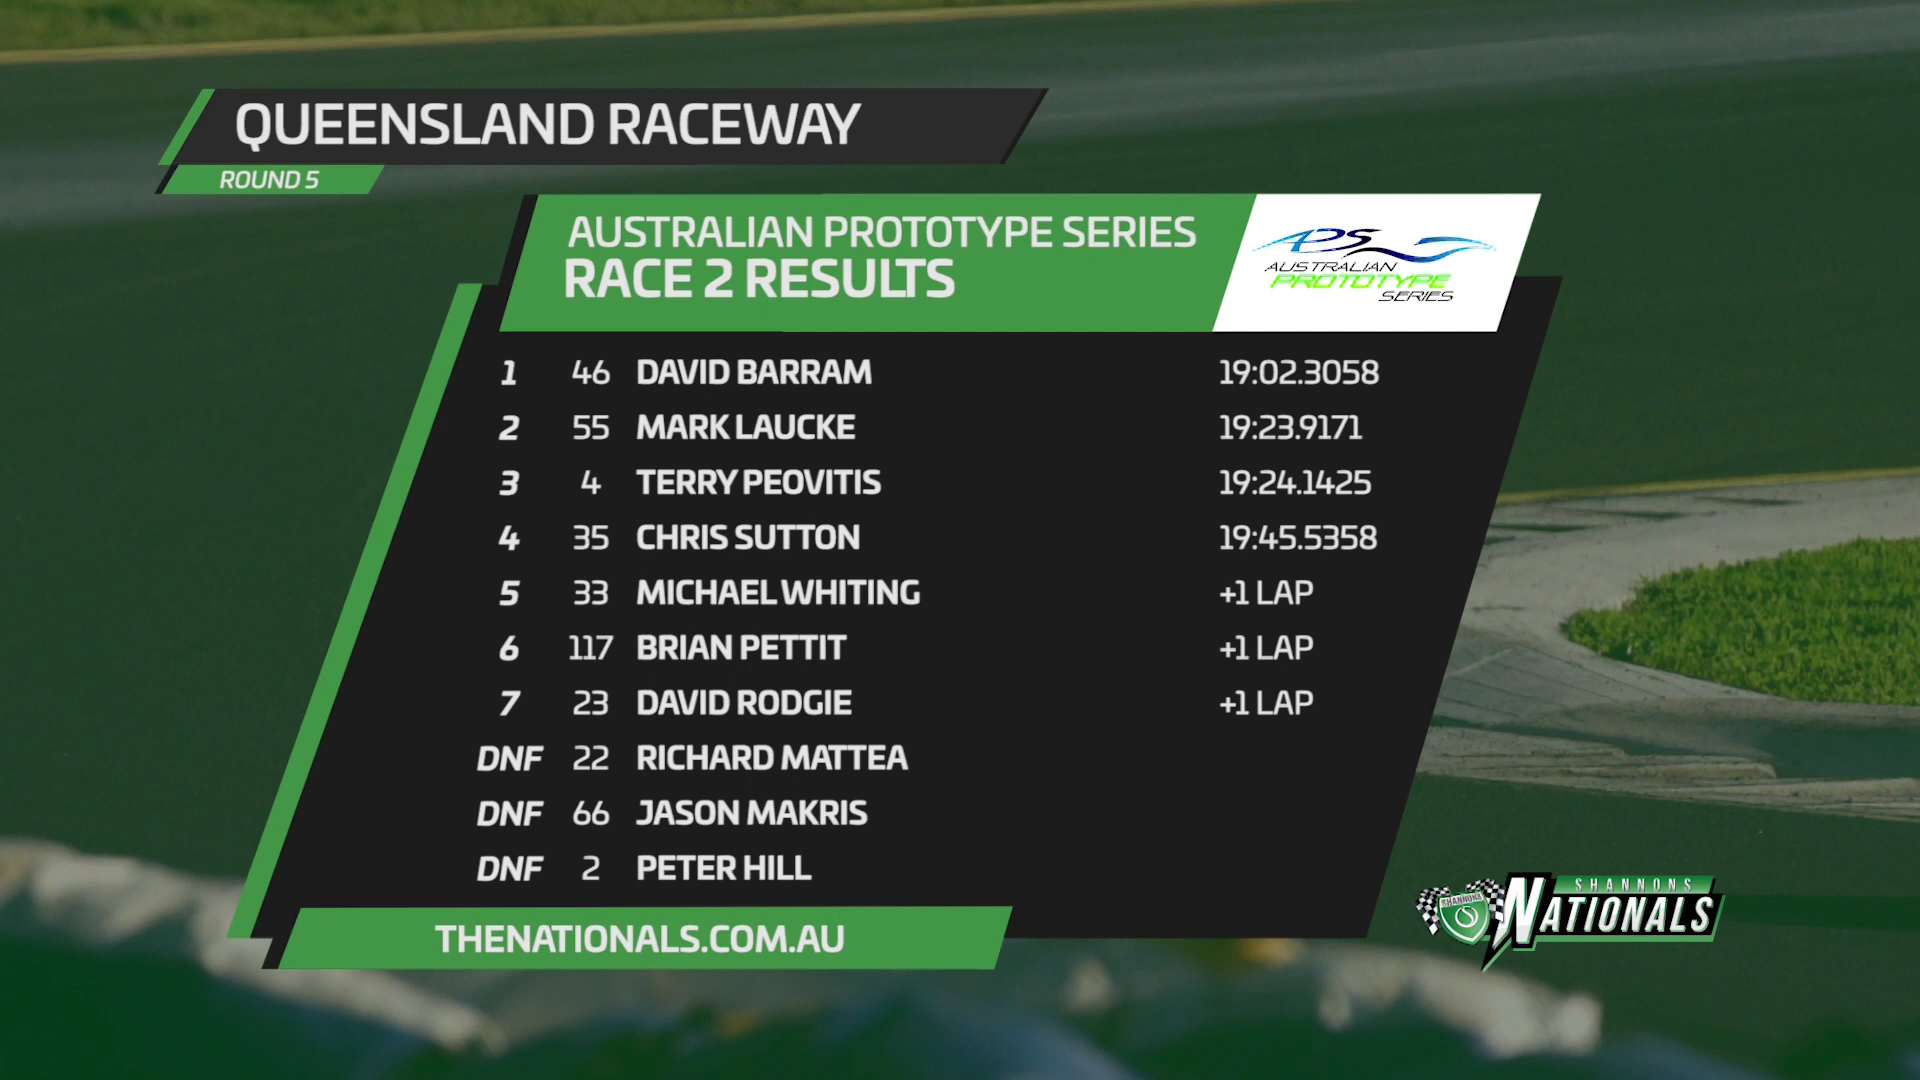 QUEENSLAND RACEWAY
ROUND 5
AUSTRALIAN PROTOTYPE SERIES
RACE 2 RESULTS
APS
AUSTRALIAN
PROTOTYPE
SERIES
1 46 DAVID BARRAM 19:02.3058
2 55 MARK LAUCKE 19:23.9171
3 4 TERRY PEOVITIS 19:24.1425
4 35 CHRIS SUTTON 19:45.5358
5 33 MICHAEL WHITING +1 LAP
6 117 BRIAN PETTIT +1 LAP
7 23 DAVID RODGIE +1 LAP
DNF 22 RICHARD MATTEA
DNF 66 JASON MAKRIS
DNF 2 PETER HILL
THENATIONALS.COM.AU
SHANNONS
SHANNONS
NATIONALS